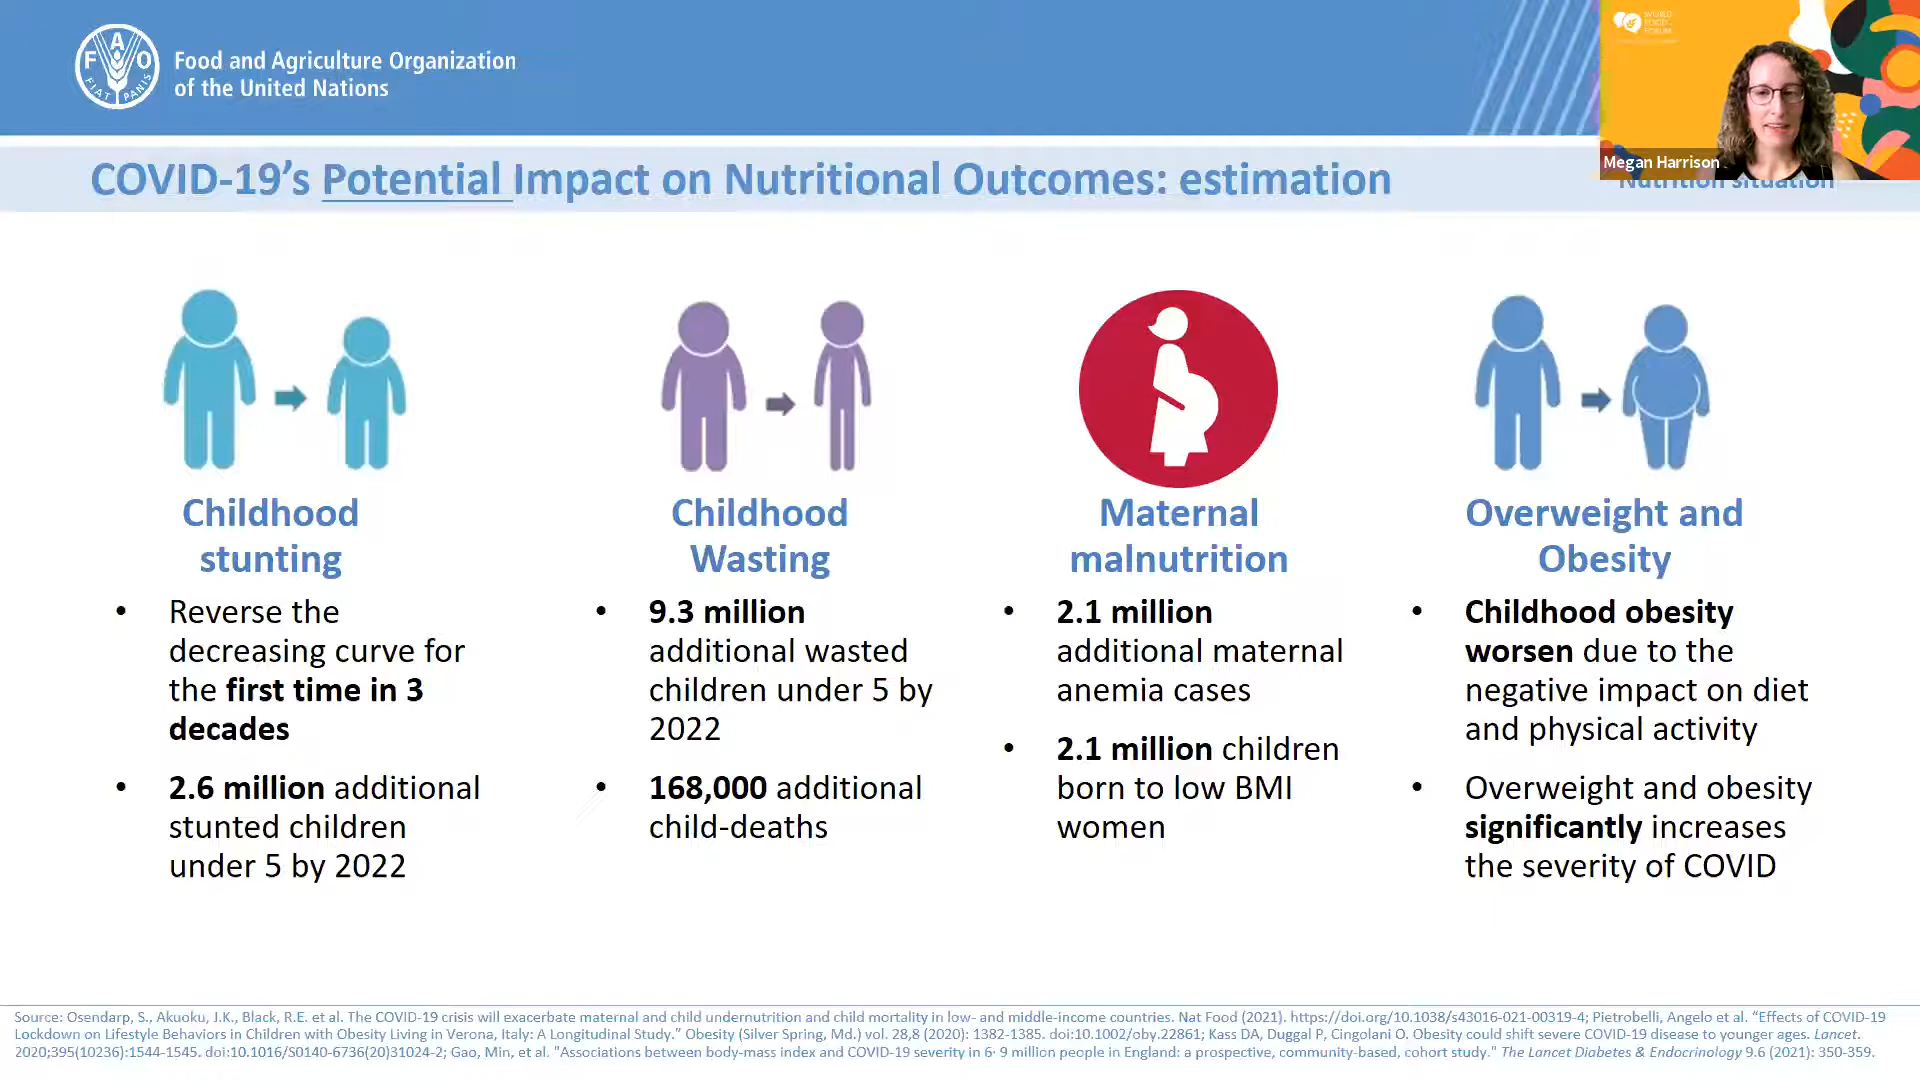 FAO
FIAT PANIS
Food and Agriculture Organization
of the United Nations
WORLD
FOOD
FORUM
Megan Harrison
COVID-19’s Potential Impact on Nutritional Outcomes: estimation
Nutrition situation
Childhood
stunting
• Reverse the
decreasing curve for
the first time in 3
decades
• 2.6 million additional
stunted children
under 5 by 2022
Childhood
Wasting
• 9.3 million
additional wasted
children under 5 by
2022
• 168,000 additional
child-deaths
Maternal
malnutrition
• 2.1 million
additional maternal
anemia cases
• 2.1 million children
born to low BMI
women
Overweight and
Obesity
• Childhood obesity
worsen due to the
negative impact on diet
and physical activity
• Overweight and obesity
significantly increases
the severity of COVID
Source: Osendarp, S., Akuoku, J.K., Black, R.E. et al. The COVID-19 crisis will exacerbate maternal and child undernutrition and child mortality in low- and middle-income countries. Nat Food (2021). https://doi.org/10.1038/s43016-021-00319-4; Pietrobelli, Angelo et al. “Effects of COVID-19
Lockdown on Lifestyle Behaviors in Children with Obesity Living in Verona, Italy: A Longitudinal Study.” Obesity (Silver Spring, Md.) vol. 28,8 (2020): 1382-1385. doi:10.1002/oby.22861; Kass DA, Duggal P, Cingolani O. Obesity could shift severe COVID-19 disease to younger ages. Lancet.
2020;395(10236):1544-1545. doi:10.1016/S0140-6736(20)31024-2; Gao, Min, et al. "Associations between body-mass index and COVID-19 severity in 6· 9 million people in England: a prospective, community-based, cohort study." The Lancet Diabetes & Endocrinology 9.6 (2021): 350-359.